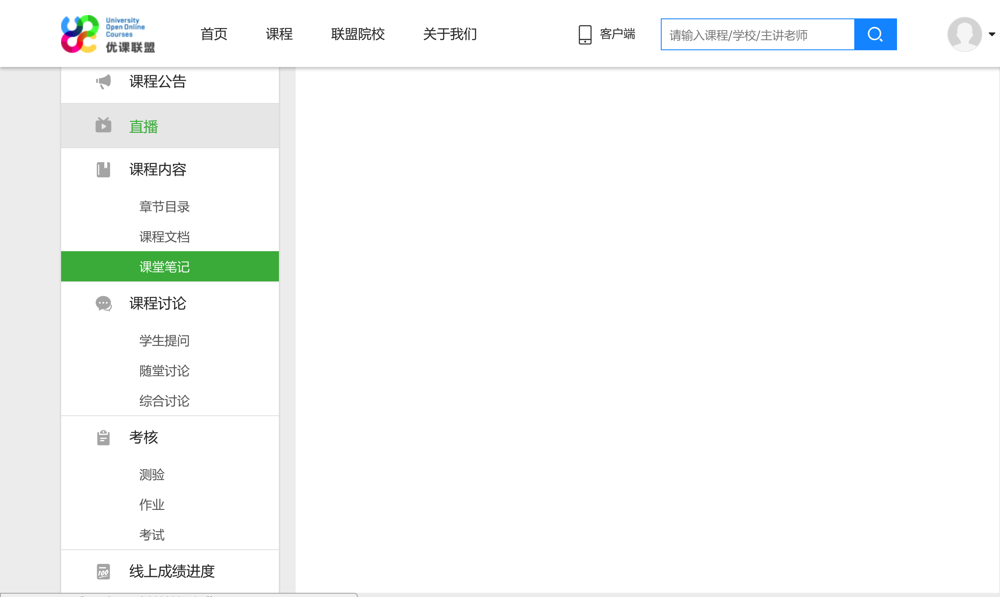 University
Open Online
Courses
优课联盟
首页 课程 联盟院校 关于我们 客户端 请输入课程/学校/主讲老师
课程公告
直播
课程内容
章节目录
课程文档
课堂笔记
课程讨论
学生提问
随堂讨论
综合讨论
考核
测验
作业
考试
100
线上成绩进度